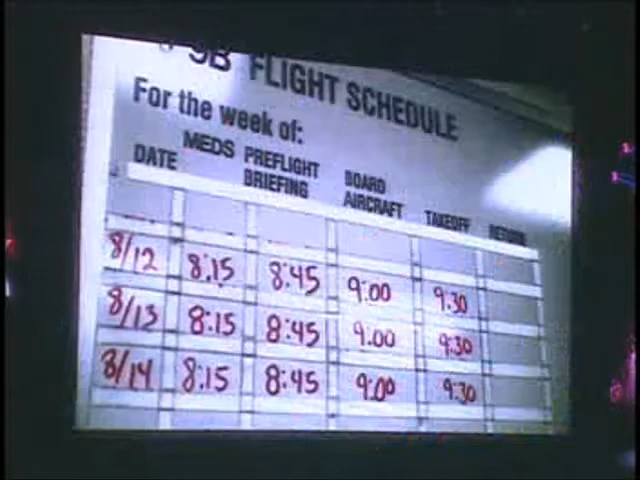 9B FLIGHT SCHEDULE
For the week of:
DATE MEDS PREFLIGHT BRIEFING BOARD AIRCRAFT TAKEOFF RETURN
8/12 8:15 8:45 9:00 9:30
8/13 8:15 8:45 9:00 9:30
8/14 8:15 8:45 9:00 9:30